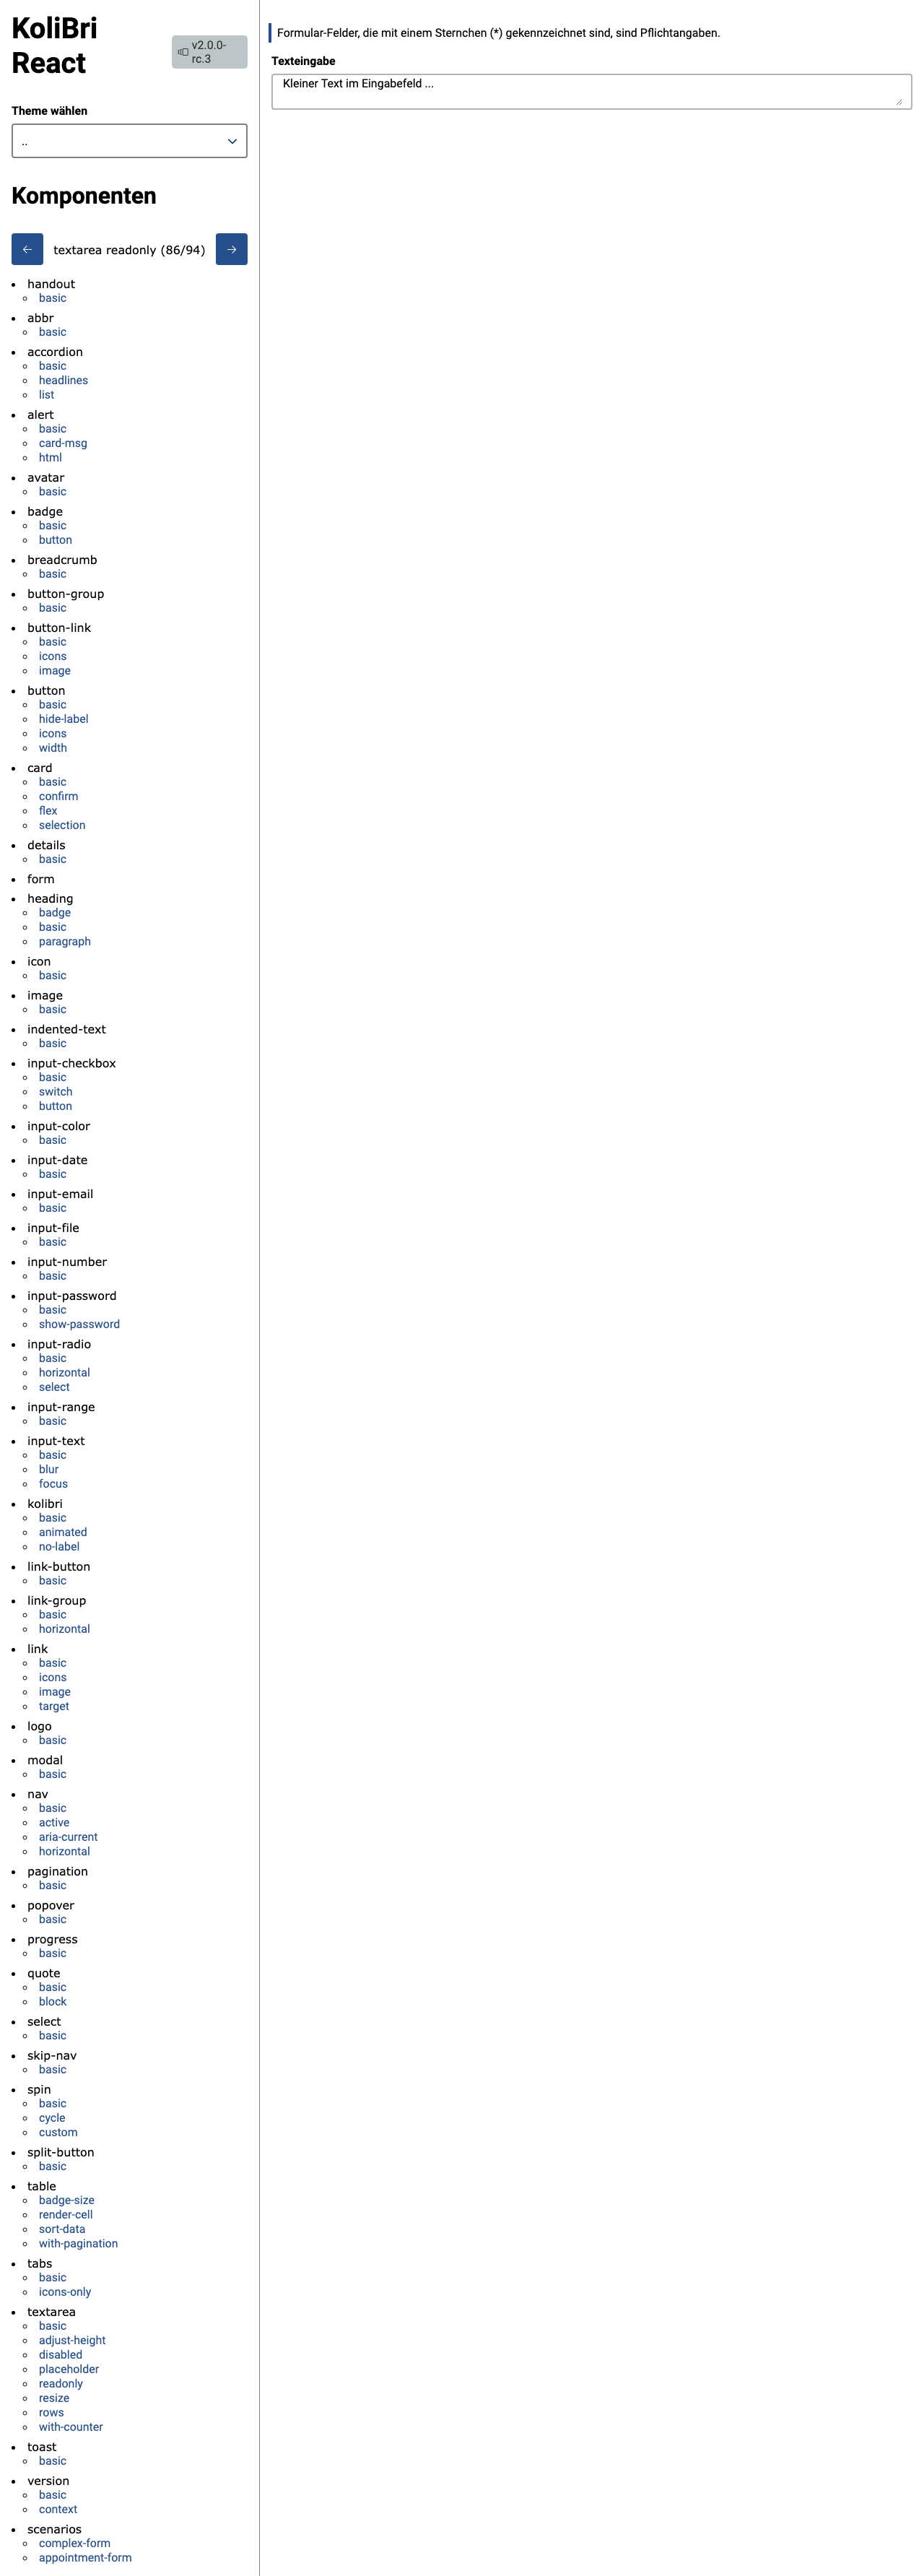 KoliBri
React
v2.0.0-
rc.3
Theme wählen
..
Komponenten
← textarea readonly (86/94) →
handout
basic
abbr
basic
accordion
basic
headlines
list
alert
basic
card-msg
html
avatar
basic
badge
basic
button
breadcrumb
basic
button-group
basic
button-link
basic
icons
image
button
basic
hide-label
icons
width
card
basic
confirm
flex
selection
details
basic
form
heading
badge
basic
paragraph
icon
basic
image
basic
indented-text
basic
input-checkbox
basic
switch
button
input-color
basic
input-date
basic
input-email
basic
input-file
basic
input-number
basic
input-password
basic
show-password
input-radio
basic
horizontal
select
input-range
basic
input-text
basic
blur
focus
kolibri
basic
animated
no-label
link-button
basic
link-group
basic
horizontal
link
basic
icons
image
target
logo
basic
modal
basic
nav
basic
active
aria-current
horizontal
pagination
basic
popover
basic
progress
basic
quote
basic
block
select
basic
skip-nav
basic
spin
basic
cycle
custom
split-button
basic
table
badge-size
render-cell
sort-data
with-pagination
tabs
basic
icons-only
textarea
basic
adjust-height
disabled
placeholder
readonly
resize
rows
with-counter
toast
basic
version
basic
context
scenarios
complex-form
appointment-form
Formular-Felder, die mit einem Sternchen (*) gekennzeichnet sind, sind Pflichtangaben.
Texteingabe
Kleiner Text im Eingabefeld ...